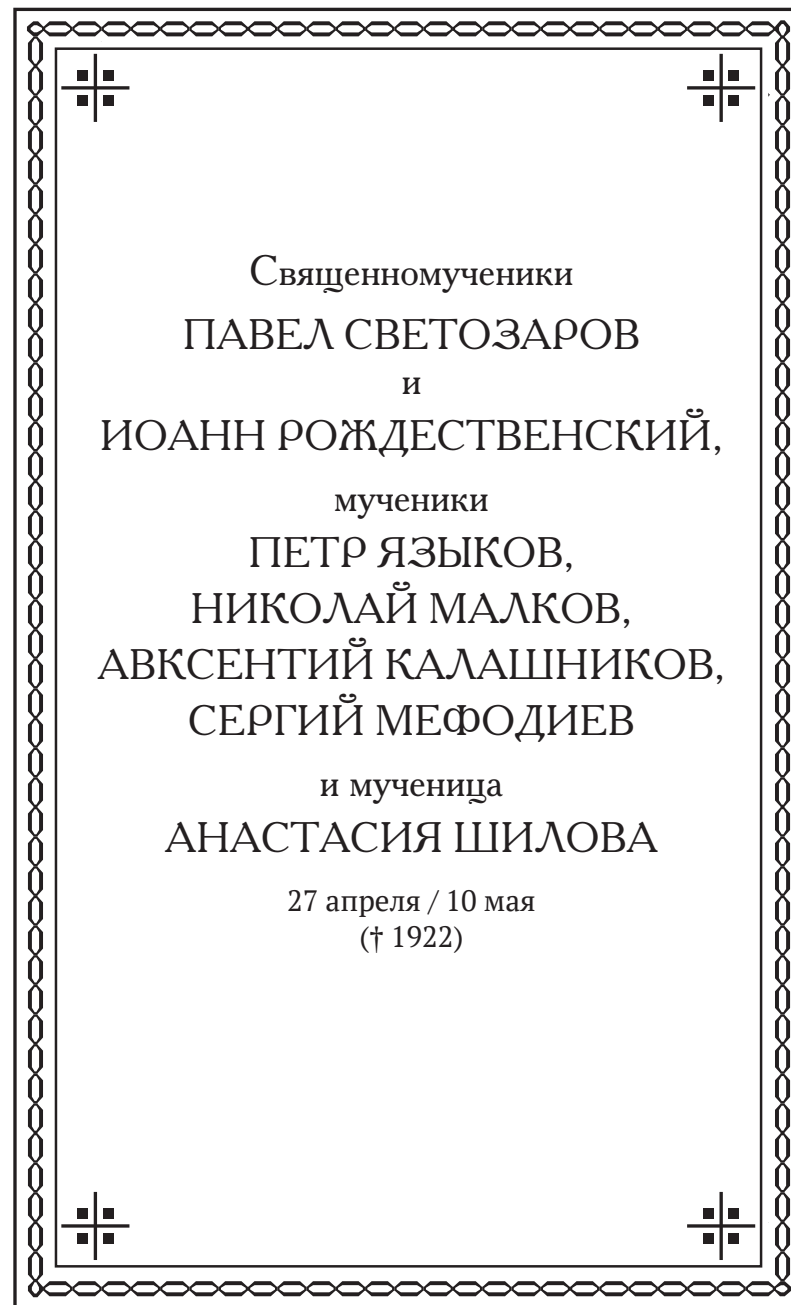 Священномученики
ПАВЕЛ СВЕТОЗАРОВ
и
ИОАНН РОЖДЕСТВЕНСКИЙ,
мученики
ПЕТР ЯЗЫКОВ,
НИКОЛАЙ МАЛКОВ,
АВКСЕНТИЙ КАЛАШНИКОВ,
СЕРГИЙ МЕФОДИЕВ
и мученица
АНАСТАСИЯ ШИЛОВА
27 апреля / 10 мая
(† 1922)